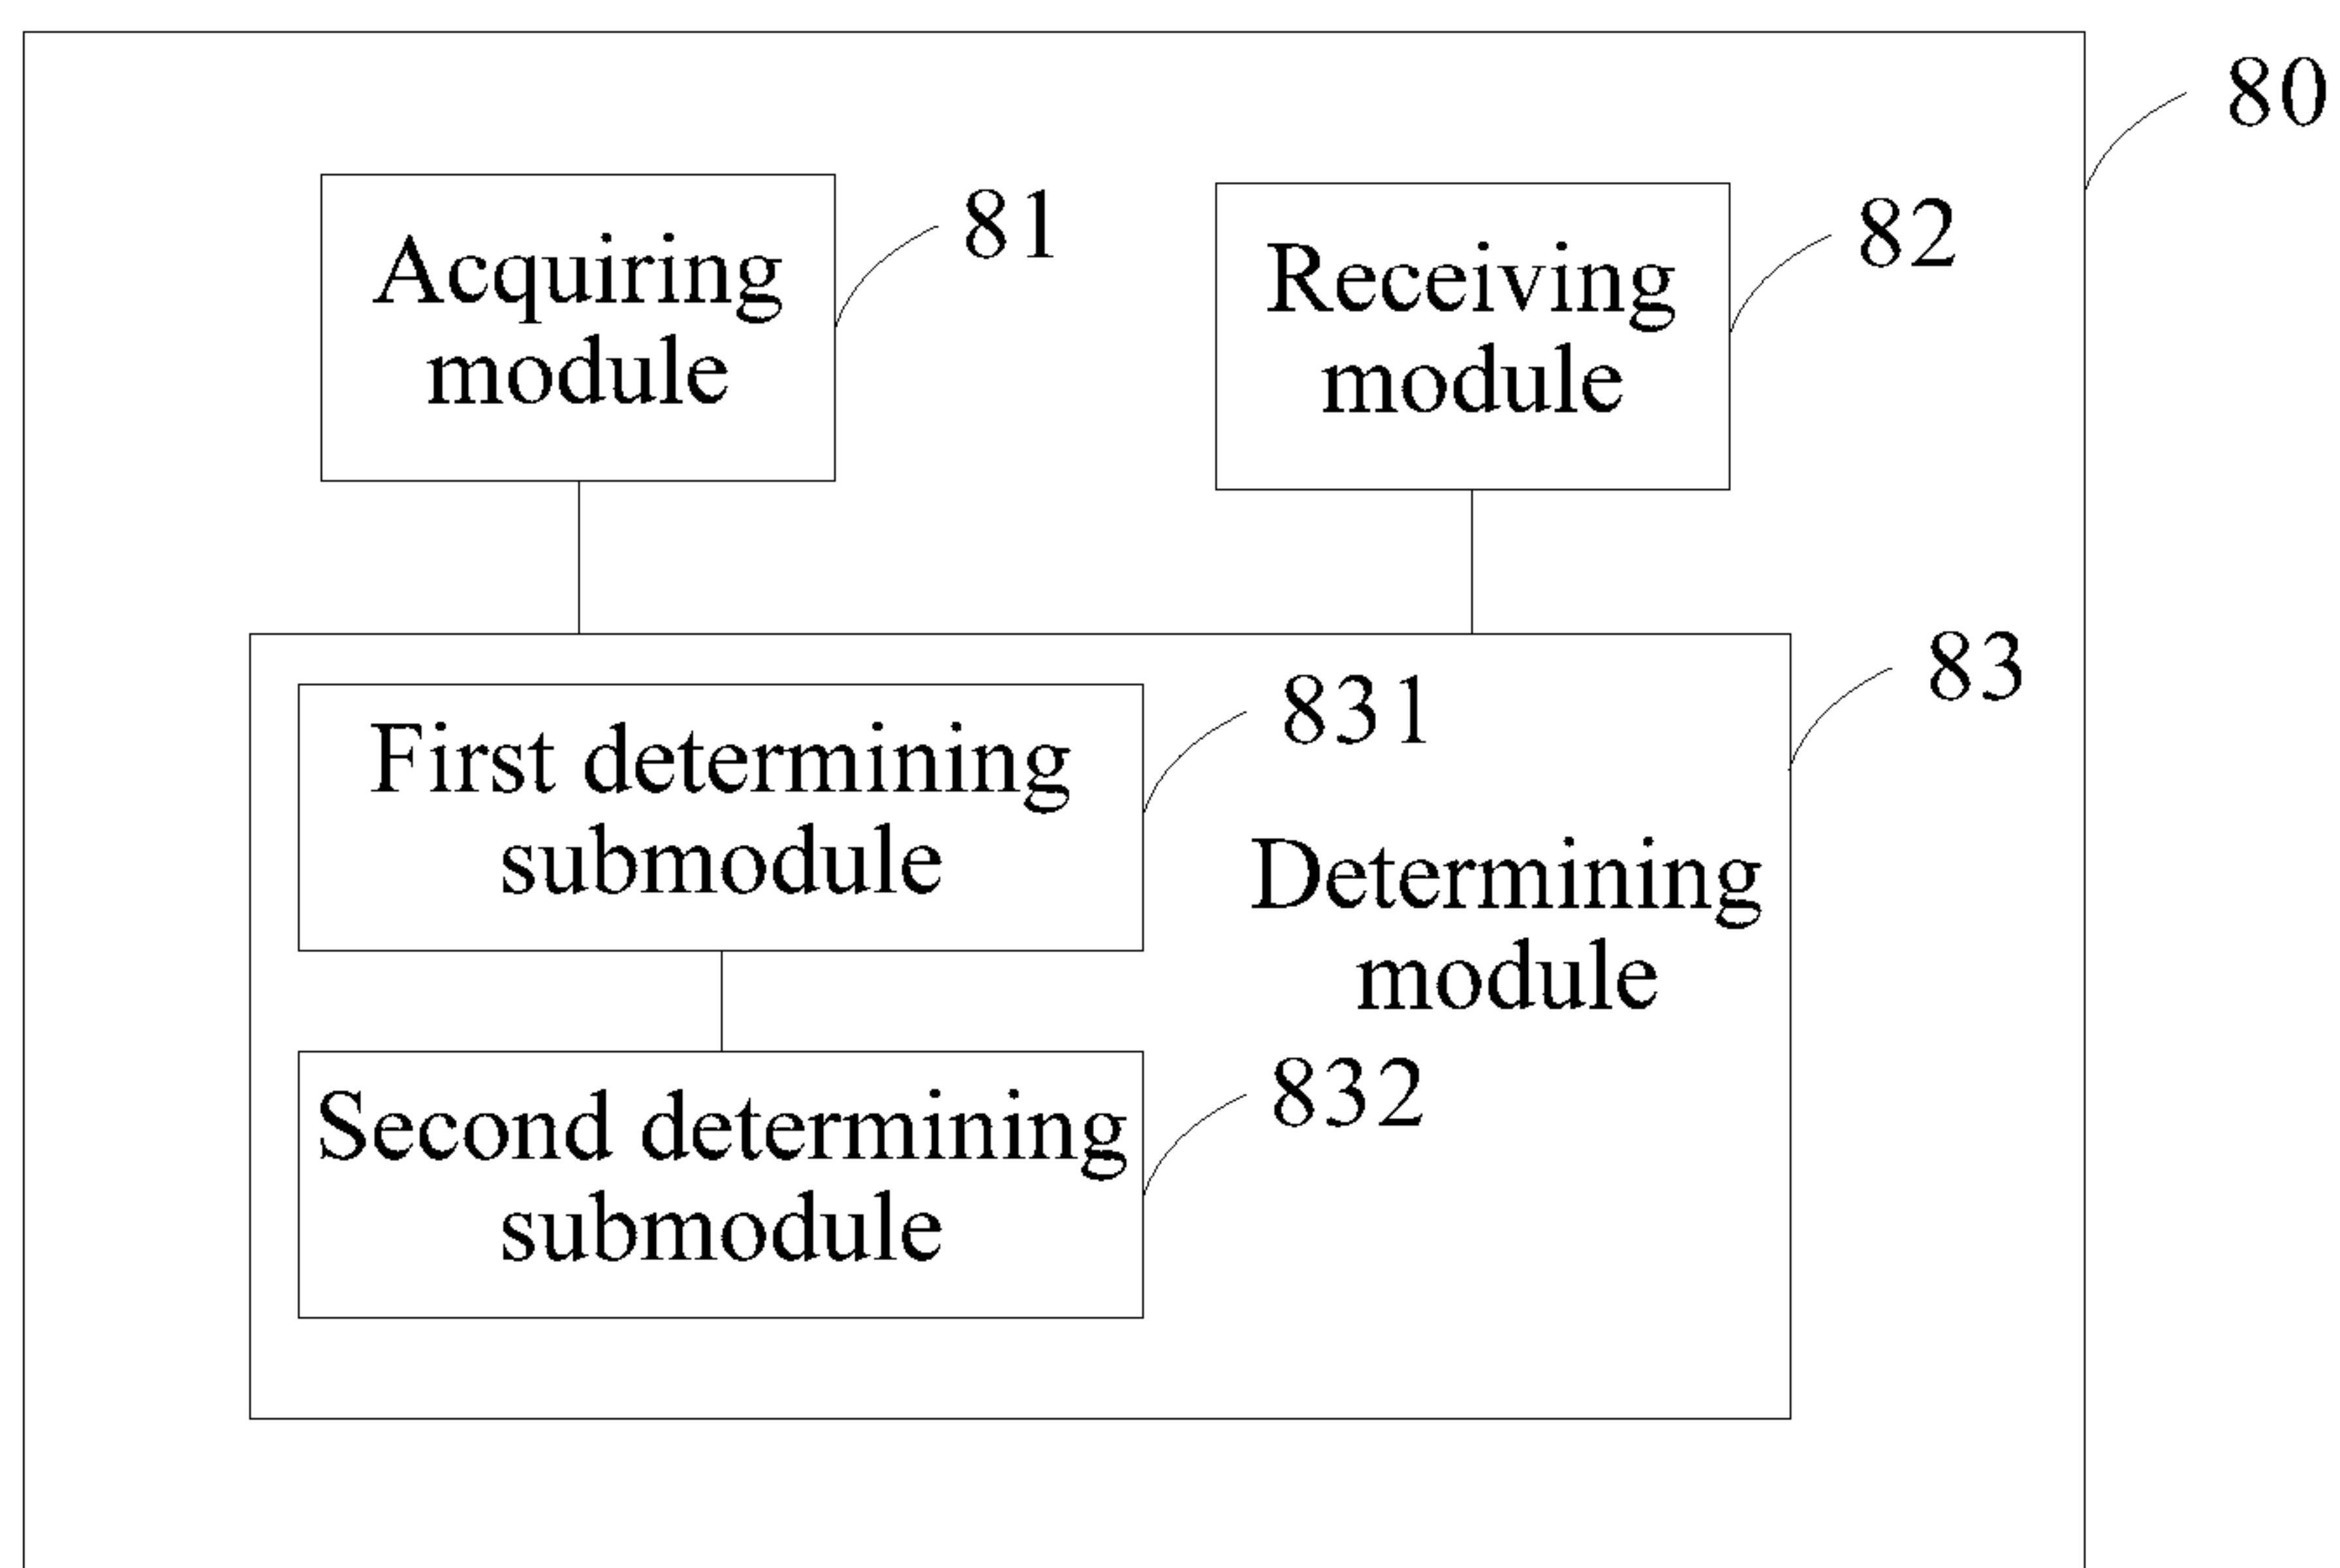 80
81
Acquiring
module
82
Receiving
module
83
831
First determining
submodule
Determining
module
832
Second determining
submodule